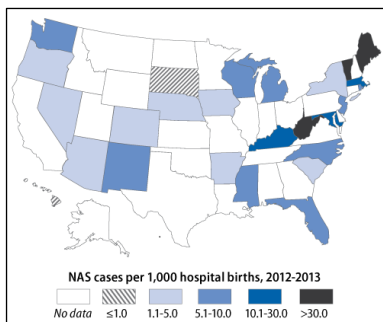 NAS cases per 1,000 hospital births, 2012-2013
No data ≤1.0 1.1-5.0 5.1-10.0 10.1-30.0 >30.0